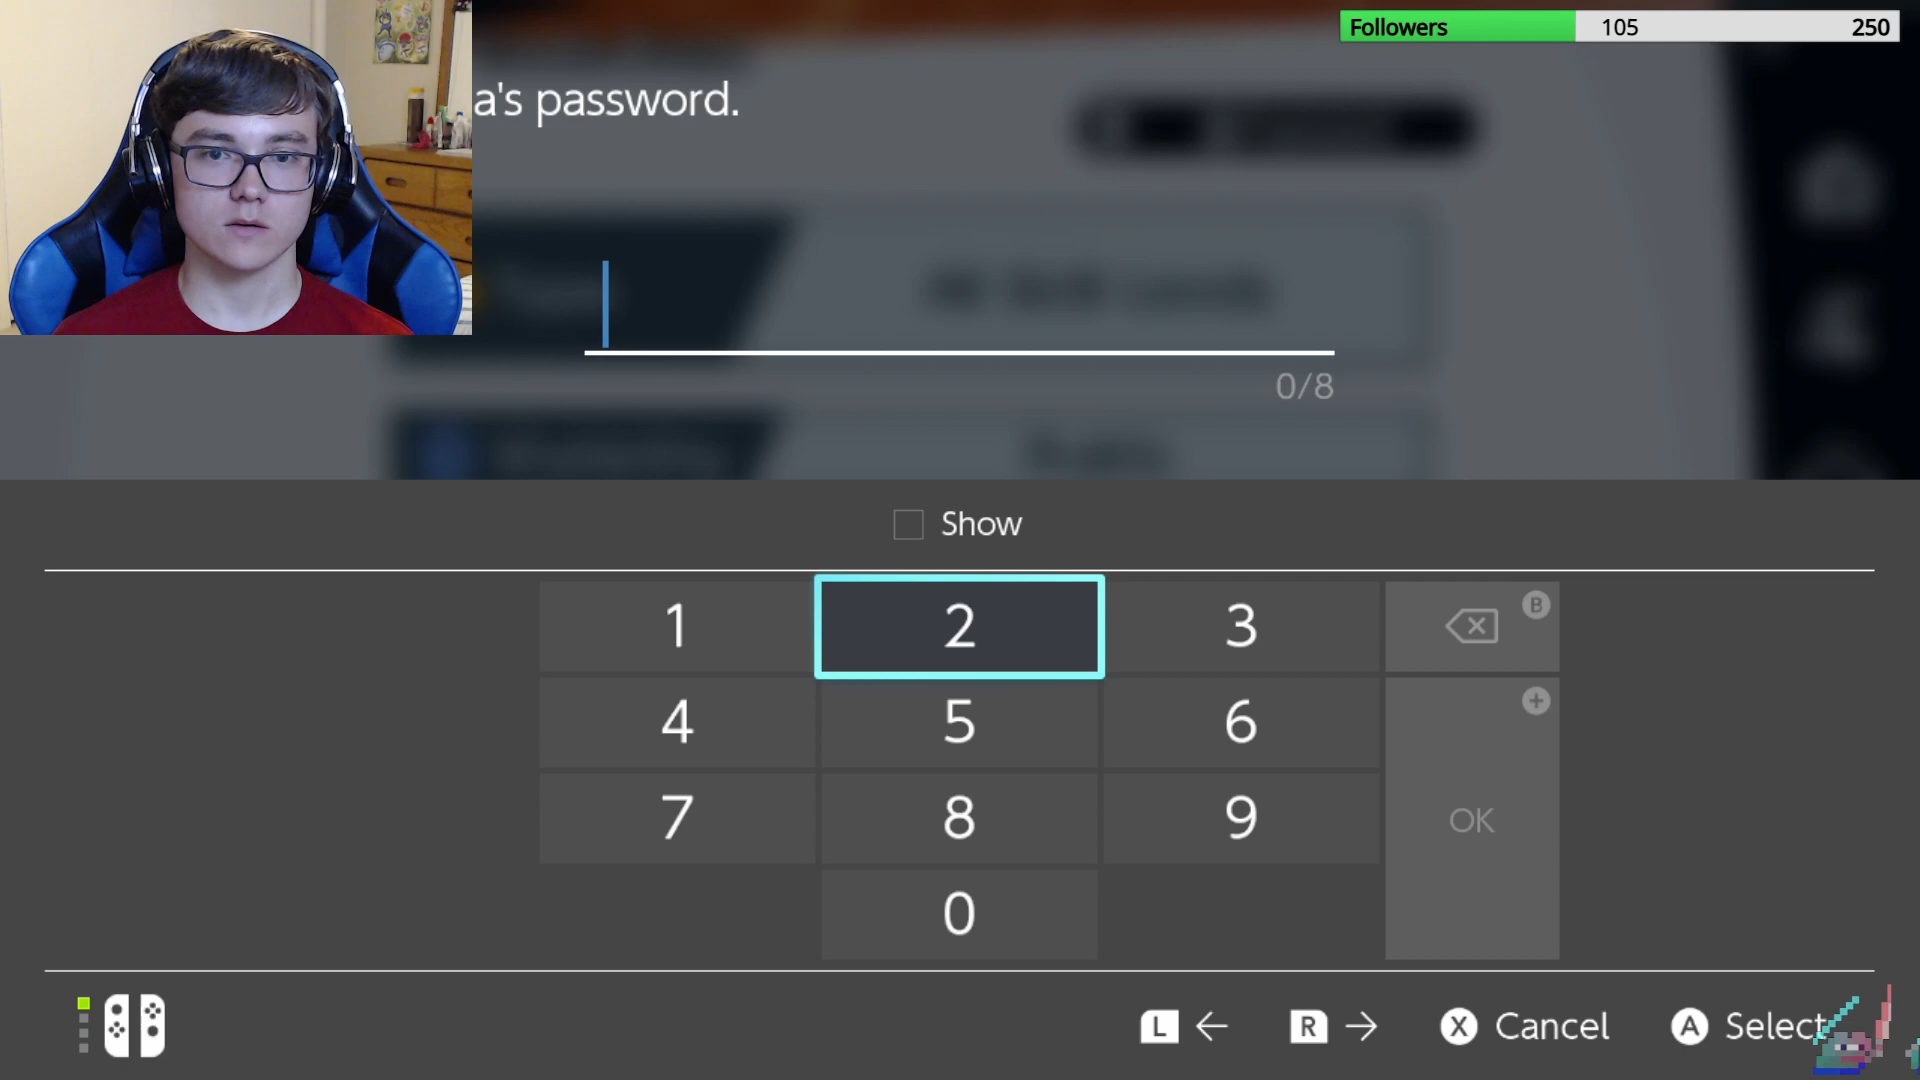 Followers 105 250
a's password.
0/8
Show
1 2 3 B
4 5 6 +
7 8 9 OK
0
L ← R → X Cancel A Select